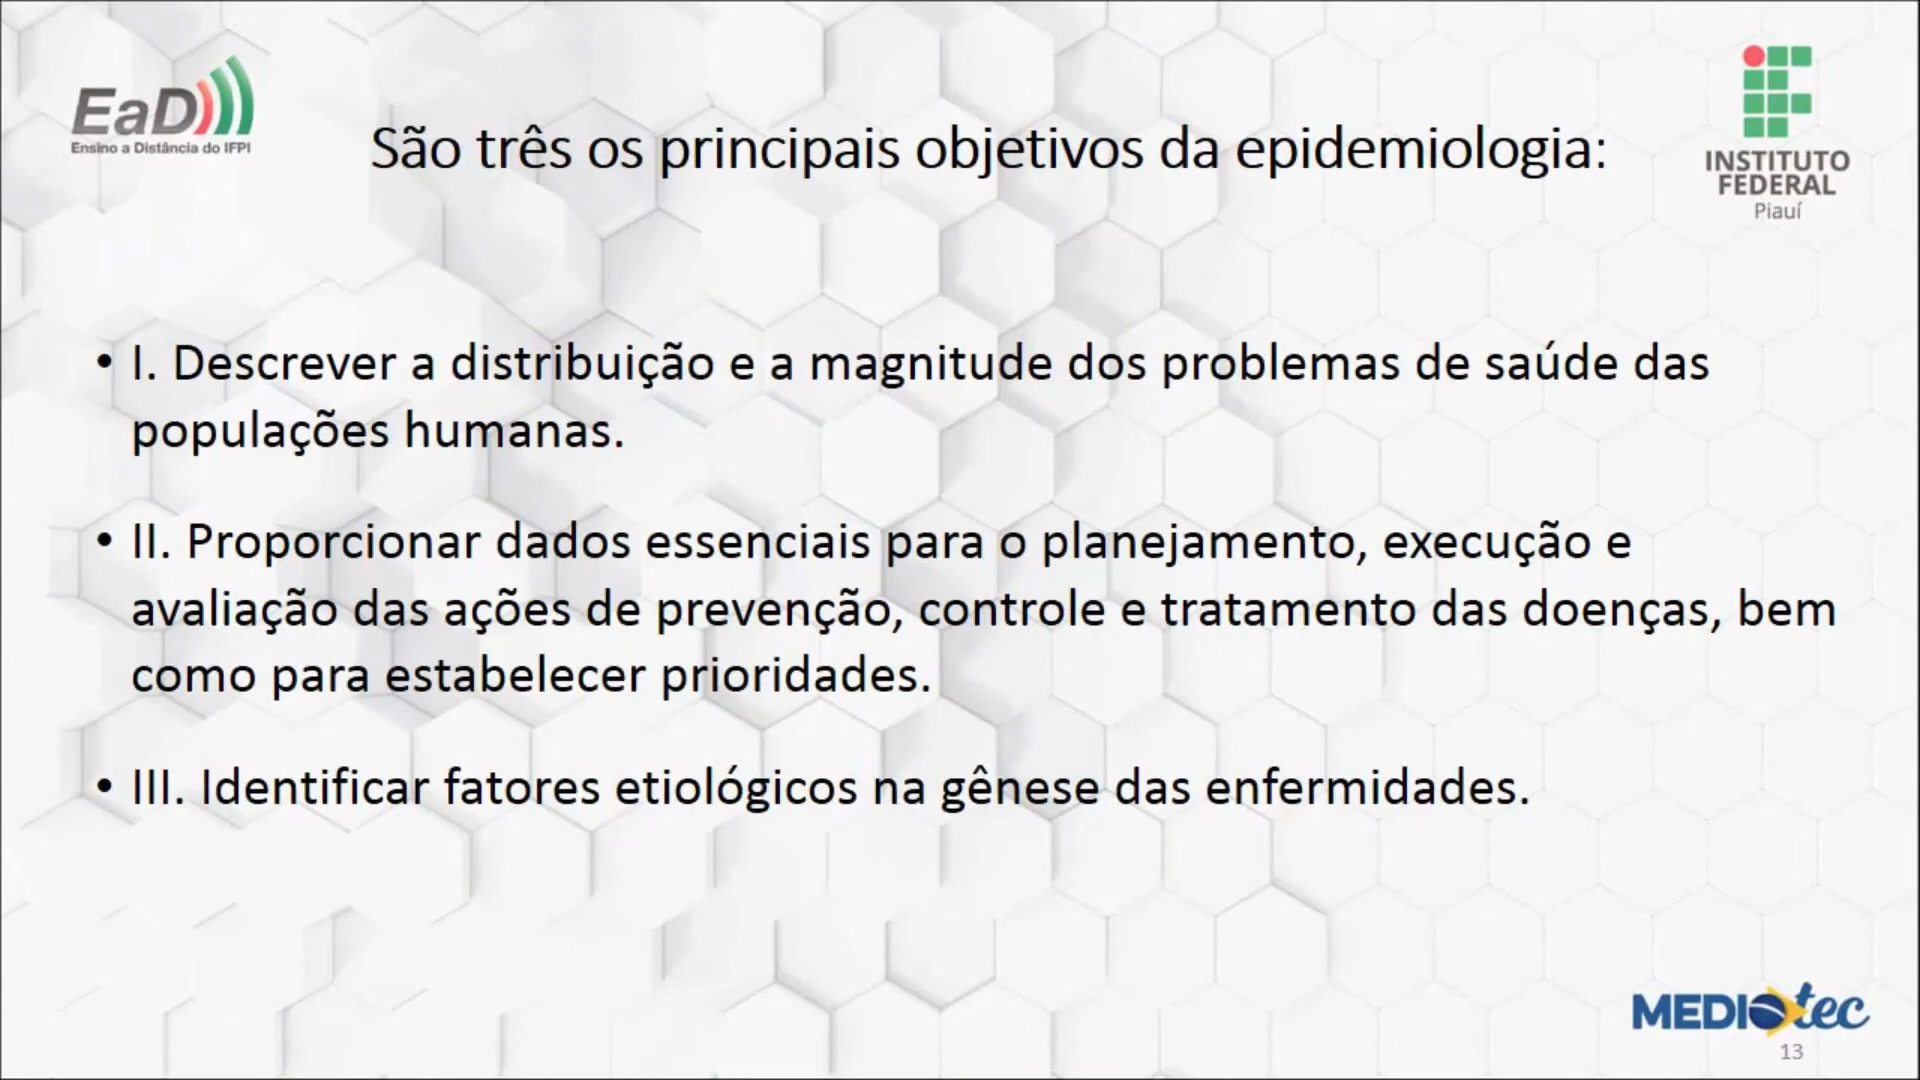 EaD
Ensino a Distância do IFPI
São três os principais objetivos da epidemiologia:
INSTITUTO
FEDERAL
Piauí
• I. Descrever a distribuição e a magnitude dos problemas de saúde das
populações humanas.
• II. Proporcionar dados essenciais para o planejamento, execução e
avaliação das ações de prevenção, controle e tratamento das doenças, bem
como para estabelecer prioridades.
• III. Identificar fatores etiológicos na gênese das enfermidades.
MEDIOtec
13